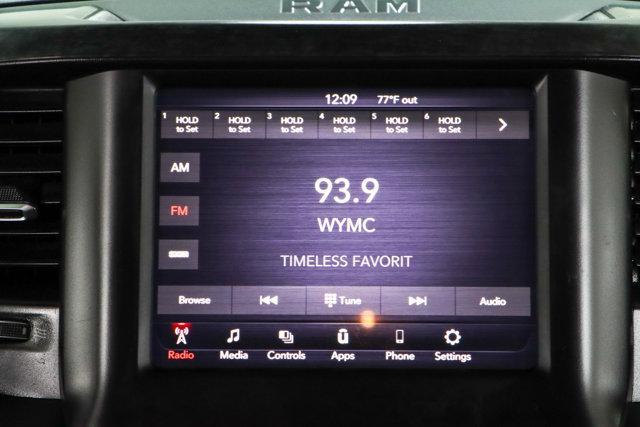 RAM
12:09 77°F out
1 HOLD to Set 2 HOLD to Set 3 HOLD to Set 4 HOLD to Set 5 HOLD to Set 6 HOLD to Set
AM
93.9
FM
WYMC
TIMELESS FAVORIT
Browse Tune Audio
Radio Media Controls Apps Phone Settings